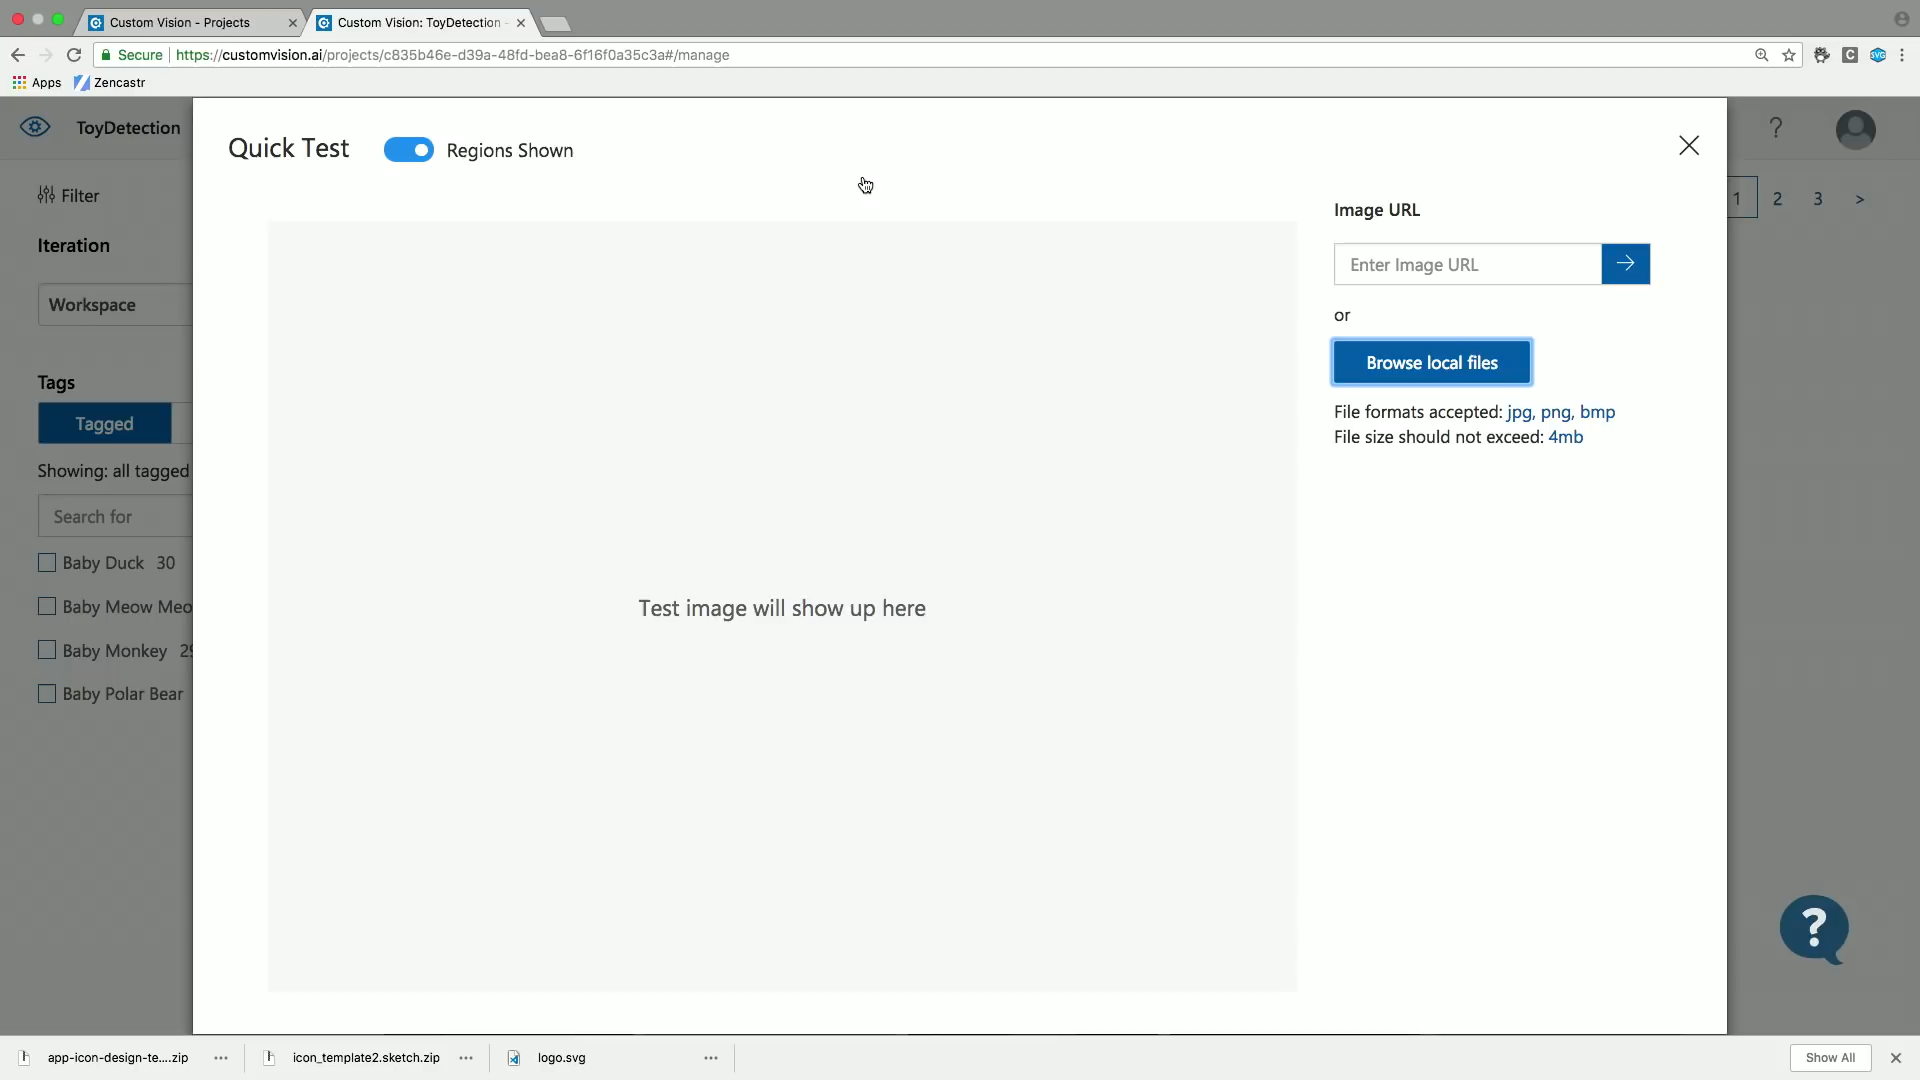 Custom Vision - Projects
Custom Vision: ToyDetection -
Secure
https://customvision.ai/projects/c835b46e-d39a-48fd-bea8-6f16f0a35c3a#/manage
C
SVG
Apps
Zencastr
ToyDetection
Quick Test
Regions Shown
?
Filter
1
2
3
>
Image URL
Iteration
Enter Image URL
Workspace
or
Browse local files
Tags
Tagged
File formats accepted: jpg, png, bmp
File size should not exceed: 4mb
Showing: all tagged
Search for
Baby Duck 30
Baby Meow Meo
Test image will show up here
Baby Monkey 29
Baby Polar Bear
?
app-icon-design-te....zip
icon_template2.sketch.zip
logo.svg
Show All